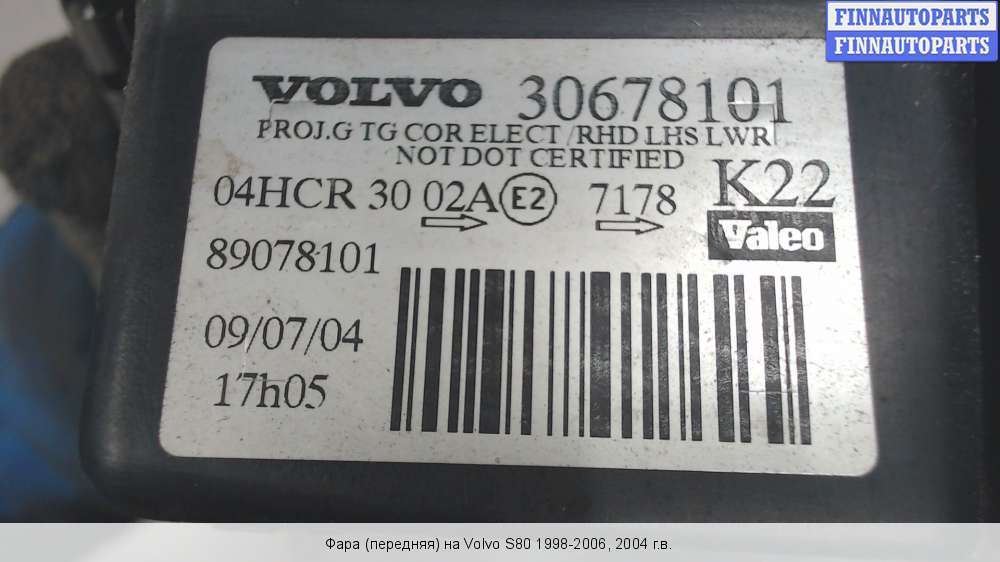 FINNAUTOPARTS
FINNAUTOPARTS
VOLVO 30678101
PROJ.G TG COR ELECT /RHD LHS LWR
NOT DOT CERTIFIED
04HCR 30 02A E2 7178 K22
Valeo
89078101
09/07/04
17h05
Фара (передняя) на Volvo S80 1998-2006, 2004 г.в.